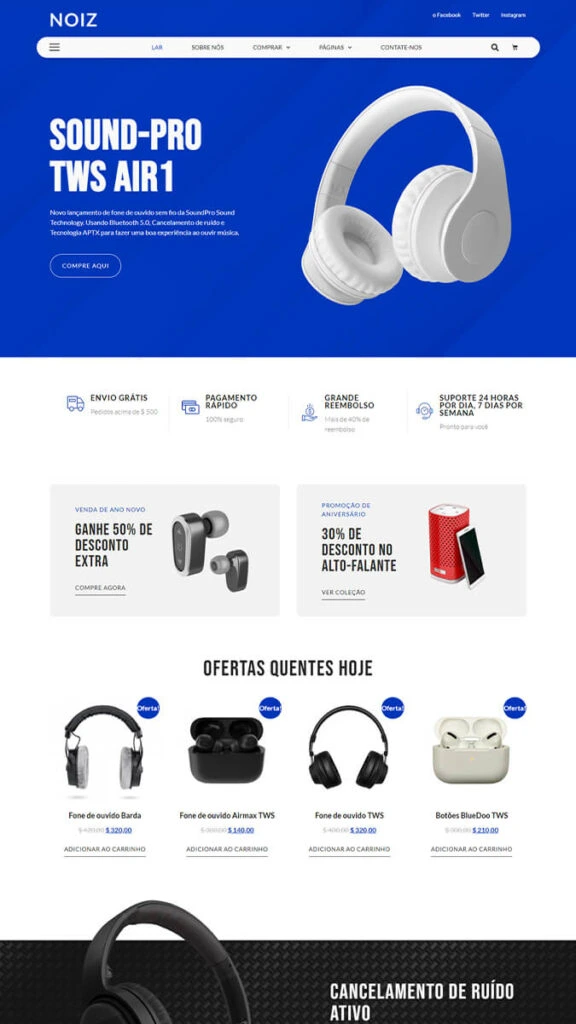 NOIZ
o Facebook Twitter Instagram
LAR SOBRE NÓS COMPRAR PÁGINAS CONTATE-NOS
SOUND-PRO
TWS AIR1
Novo lançamento de fone de ouvido sem fio da SoundPro Sound
Technology. Usando Bluetooth 5.0, Cancelamento de ruído e
Tecnologia APTX para fazer uma boa experiência ao ouvir música.
COMPRE AQUI
ENVIO GRÁTIS
Pedidos acima de $ 500
PAGAMENTO
RÁPIDO
100% seguro
GRANDE
REEMBOLSO
Mais de 40% de
reembolso
SUPORTE 24 HORAS
POR DIA, 7 DIAS POR
SEMANA
Pronto para você
VENDA DE ANO NOVO
GANHE 50% DE
DESCONTO
EXTRA
COMPRE AGORA
PROMOÇÃO DE
ANIVERSÁRIO
30% DE
DESCONTO NO
ALTO-FALANTE
VER COLEÇÃO
OFERTAS QUENTES HOJE
Oferta! Oferta! Oferta! Oferta!
Fone de ouvido Barda Fone de ouvido Airmax TWS Fone de ouvido TWS Botões BlueDoo TWS
$ 420,00 $ 320,00 $ 300,00 $ 140,00 $ 400,00 $ 320,00 $ 300,00 $ 210,00
ADICIONAR AO CARRINHO ADICIONAR AO CARRINHO ADICIONAR AO CARRINHO ADICIONAR AO CARRINHO
CANCELAMENTO DE RUÍDO
ATIVO